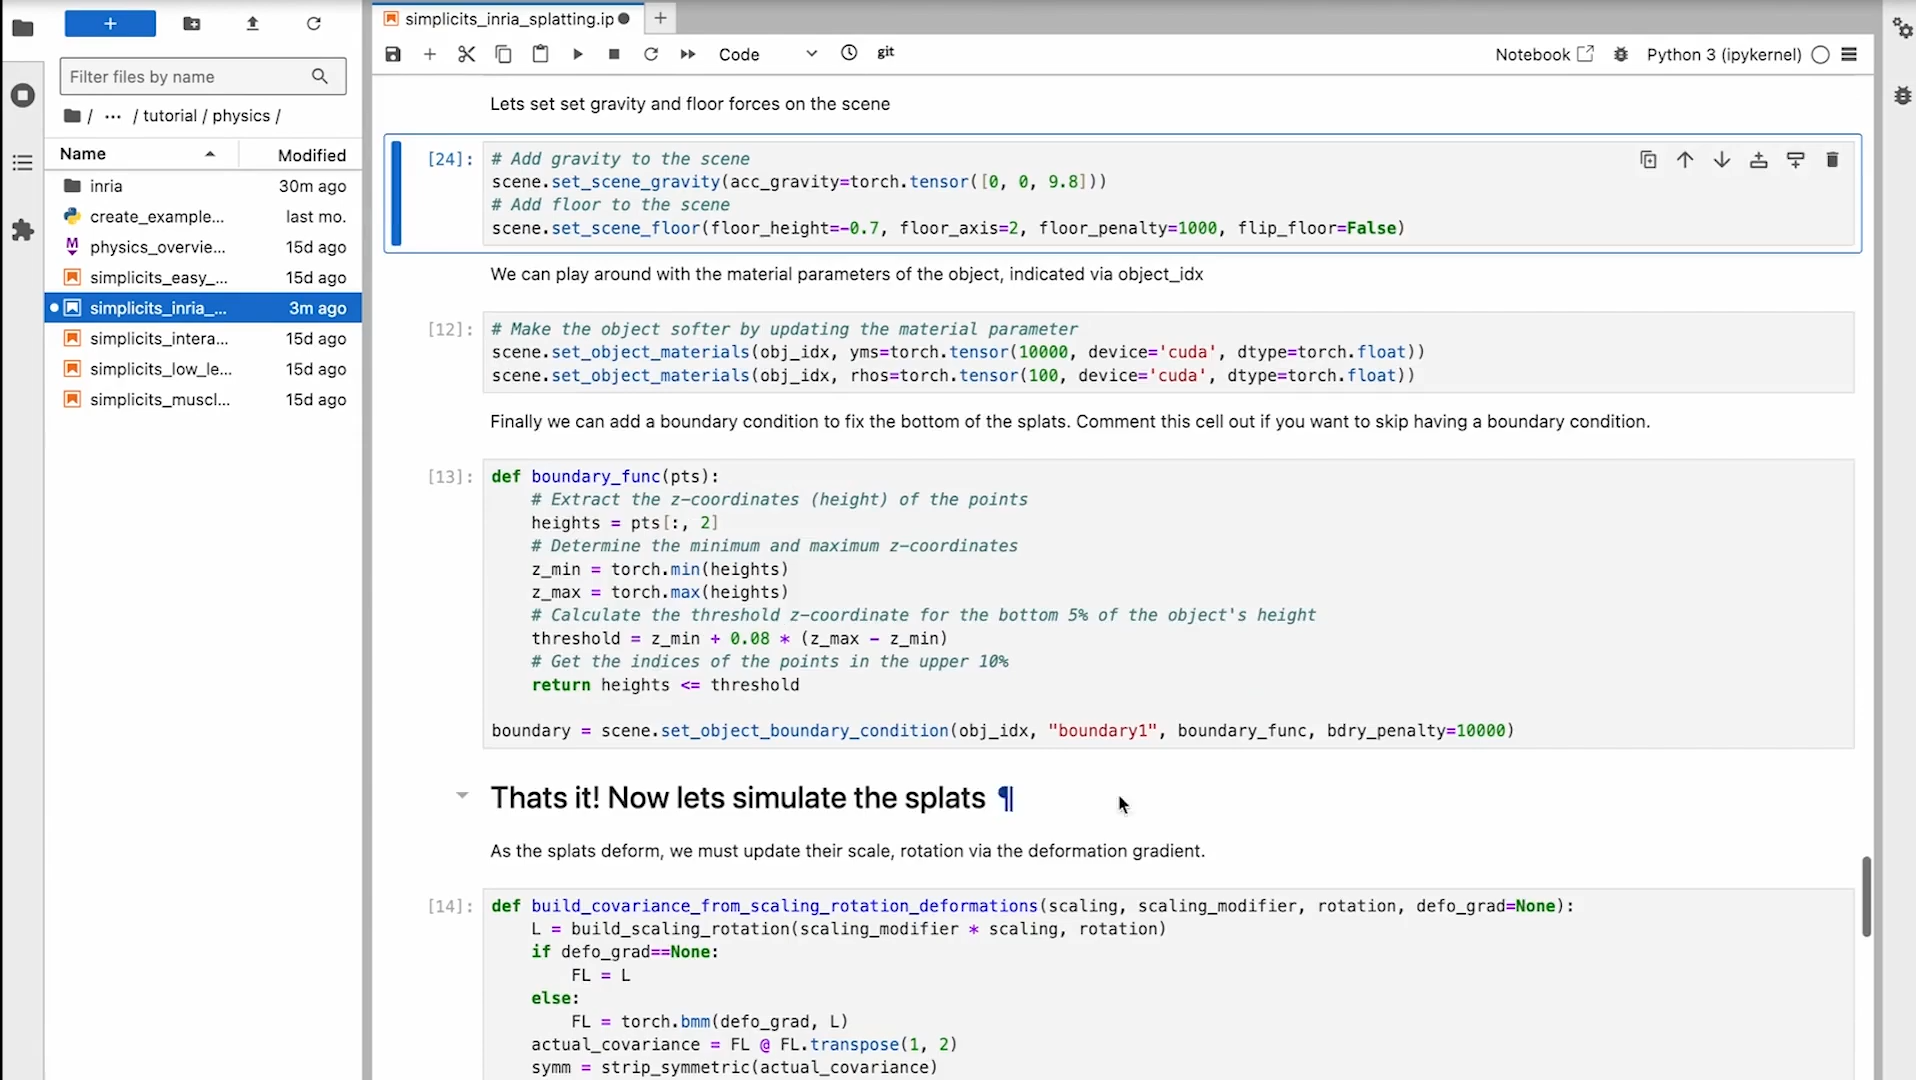 simplicits_inria_splatting.ip
Filter files by name
/ ... / tutorial / physics /
Name Modified
inria 30m ago
create_example... last mo.
physics_overvie... 15d ago
simplicits_easy_... 15d ago
simplicits_inria_... 3m ago
simplicits_intera... 15d ago
simplicits_low_le... 15d ago
simplicits_muscl... 15d ago
Code git Notebook Python 3 (ipykernel)
Lets set set gravity and floor forces on the scene
[24]: # Add gravity to the scene
scene.set_scene_gravity(acc_gravity=torch.tensor([0, 0, 9.8]))
# Add floor to the scene
scene.set_scene_floor(floor_height=-0.7, floor_axis=2, floor_penalty=1000, flip_floor=False)
We can play around with the material parameters of the object, indicated via object_idx
[12]: # Make the object softer by updating the material parameter
scene.set_object_materials(obj_idx, yms=torch.tensor(10000, device='cuda', dtype=torch.float))
scene.set_object_materials(obj_idx, rhos=torch.tensor(100, device='cuda', dtype=torch.float))
Finally we can add a boundary condition to fix the bottom of the splats. Comment this cell out if you want to skip having a boundary condition.
[13]: def boundary_func(pts):
# Extract the z-coordinates (height) of the points
heights = pts[:, 2]
# Determine the minimum and maximum z-coordinates
z_min = torch.min(heights)
z_max = torch.max(heights)
# Calculate the threshold z-coordinate for the bottom 5% of the object's height
threshold = z_min + 0.08 * (z_max - z_min)
# Get the indices of the points in the upper 10%
return heights <= threshold
boundary = scene.set_object_boundary_condition(obj_idx, "boundary1", boundary_func, bdry_penalty=10000)
Thats it! Now lets simulate the splats ¶
As the splats deform, we must update their scale, rotation via the deformation gradient.
[14]: def build_covariance_from_scaling_rotation_deformations(scaling, scaling_modifier, rotation, defo_grad=None):
L = build_scaling_rotation(scaling_modifier * scaling, rotation)
if defo_grad==None:
FL = L
else:
FL = torch.bmm(defo_grad, L)
actual_covariance = FL @ FL.transpose(1, 2)
symm = strip_symmetric(actual_covariance)